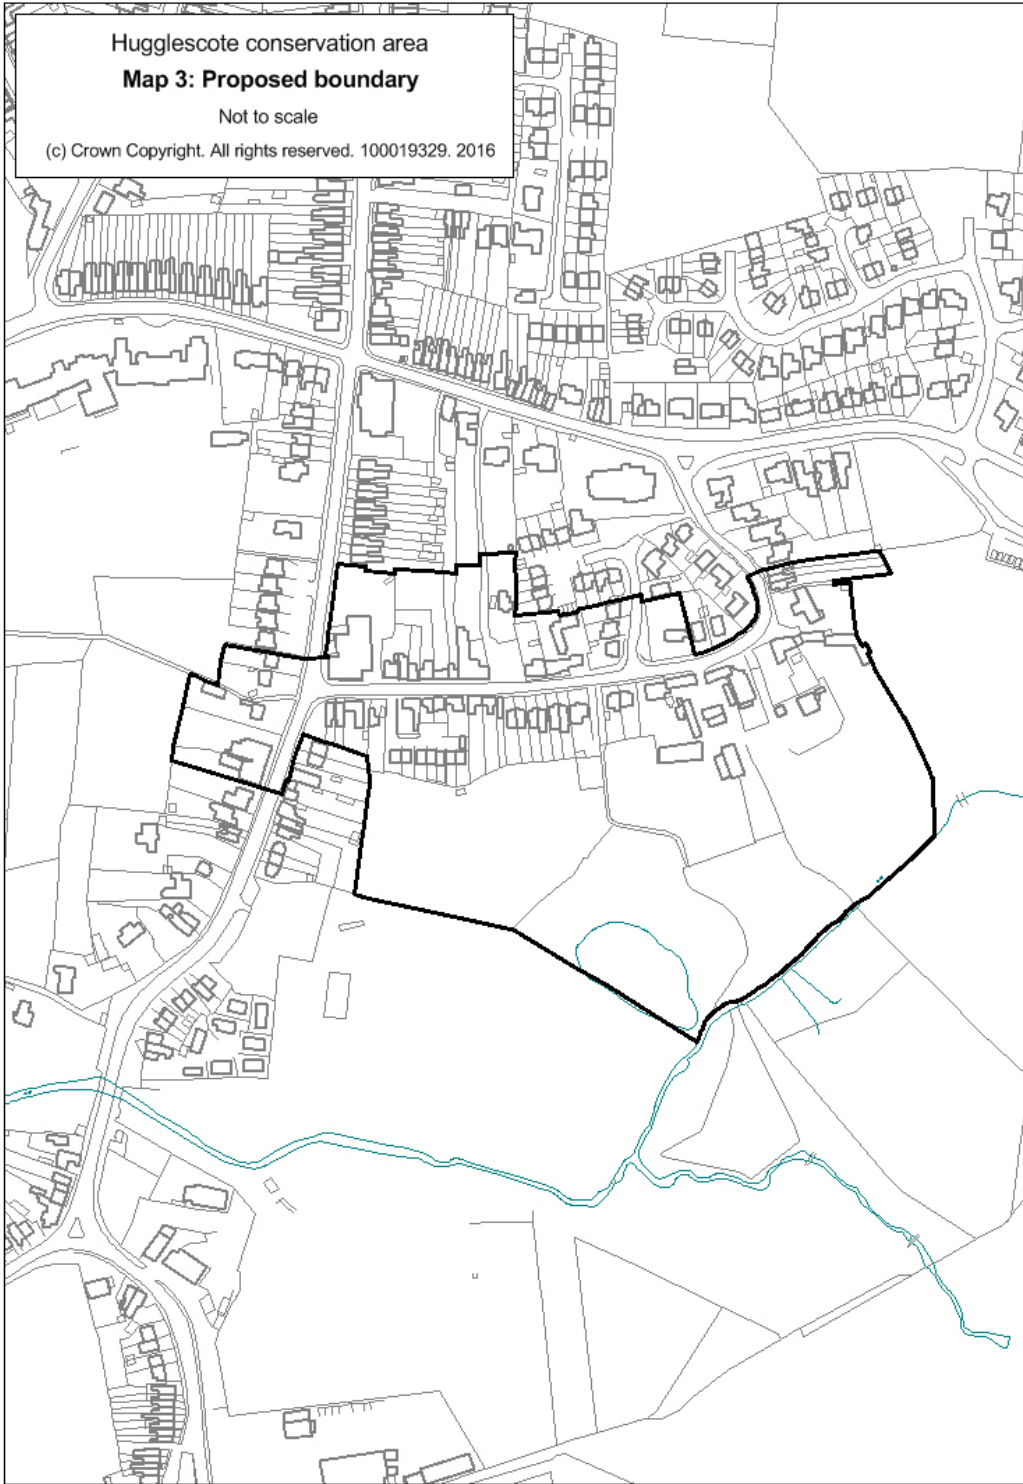 Hugglescote conservation area
Map 3: Proposed boundary
Not to scale
(c) Crown Copyright. All rights reserved. 100019329. 2016